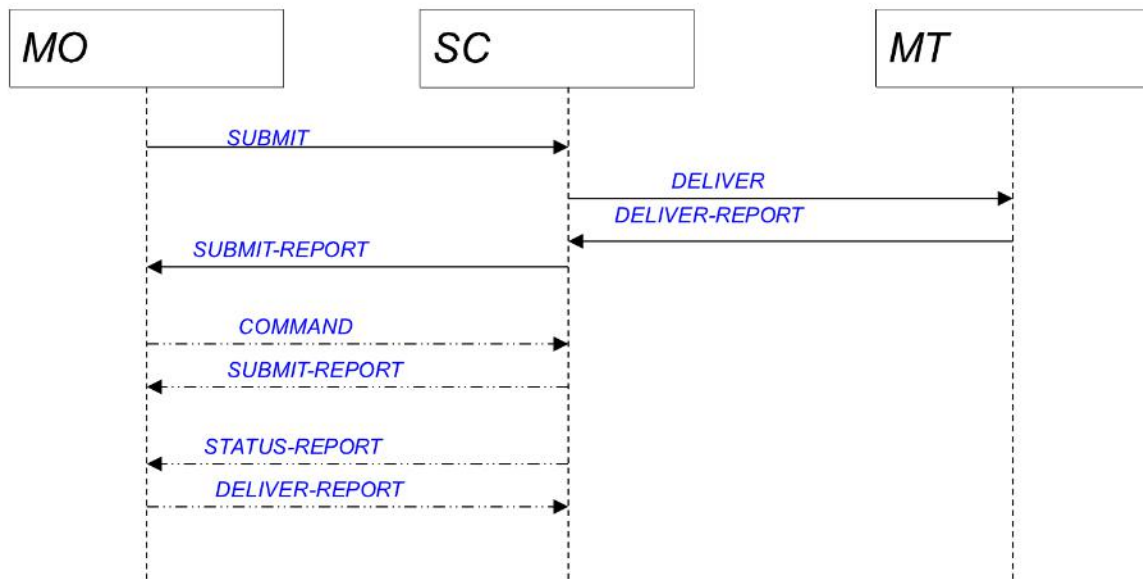 MO
SC
MT
SUBMIT
DELIVER
DELIVER-REPORT
SUBMIT-REPORT
COMMAND
SUBMIT-REPORT
STATUS-REPORT
DELIVER-REPORT